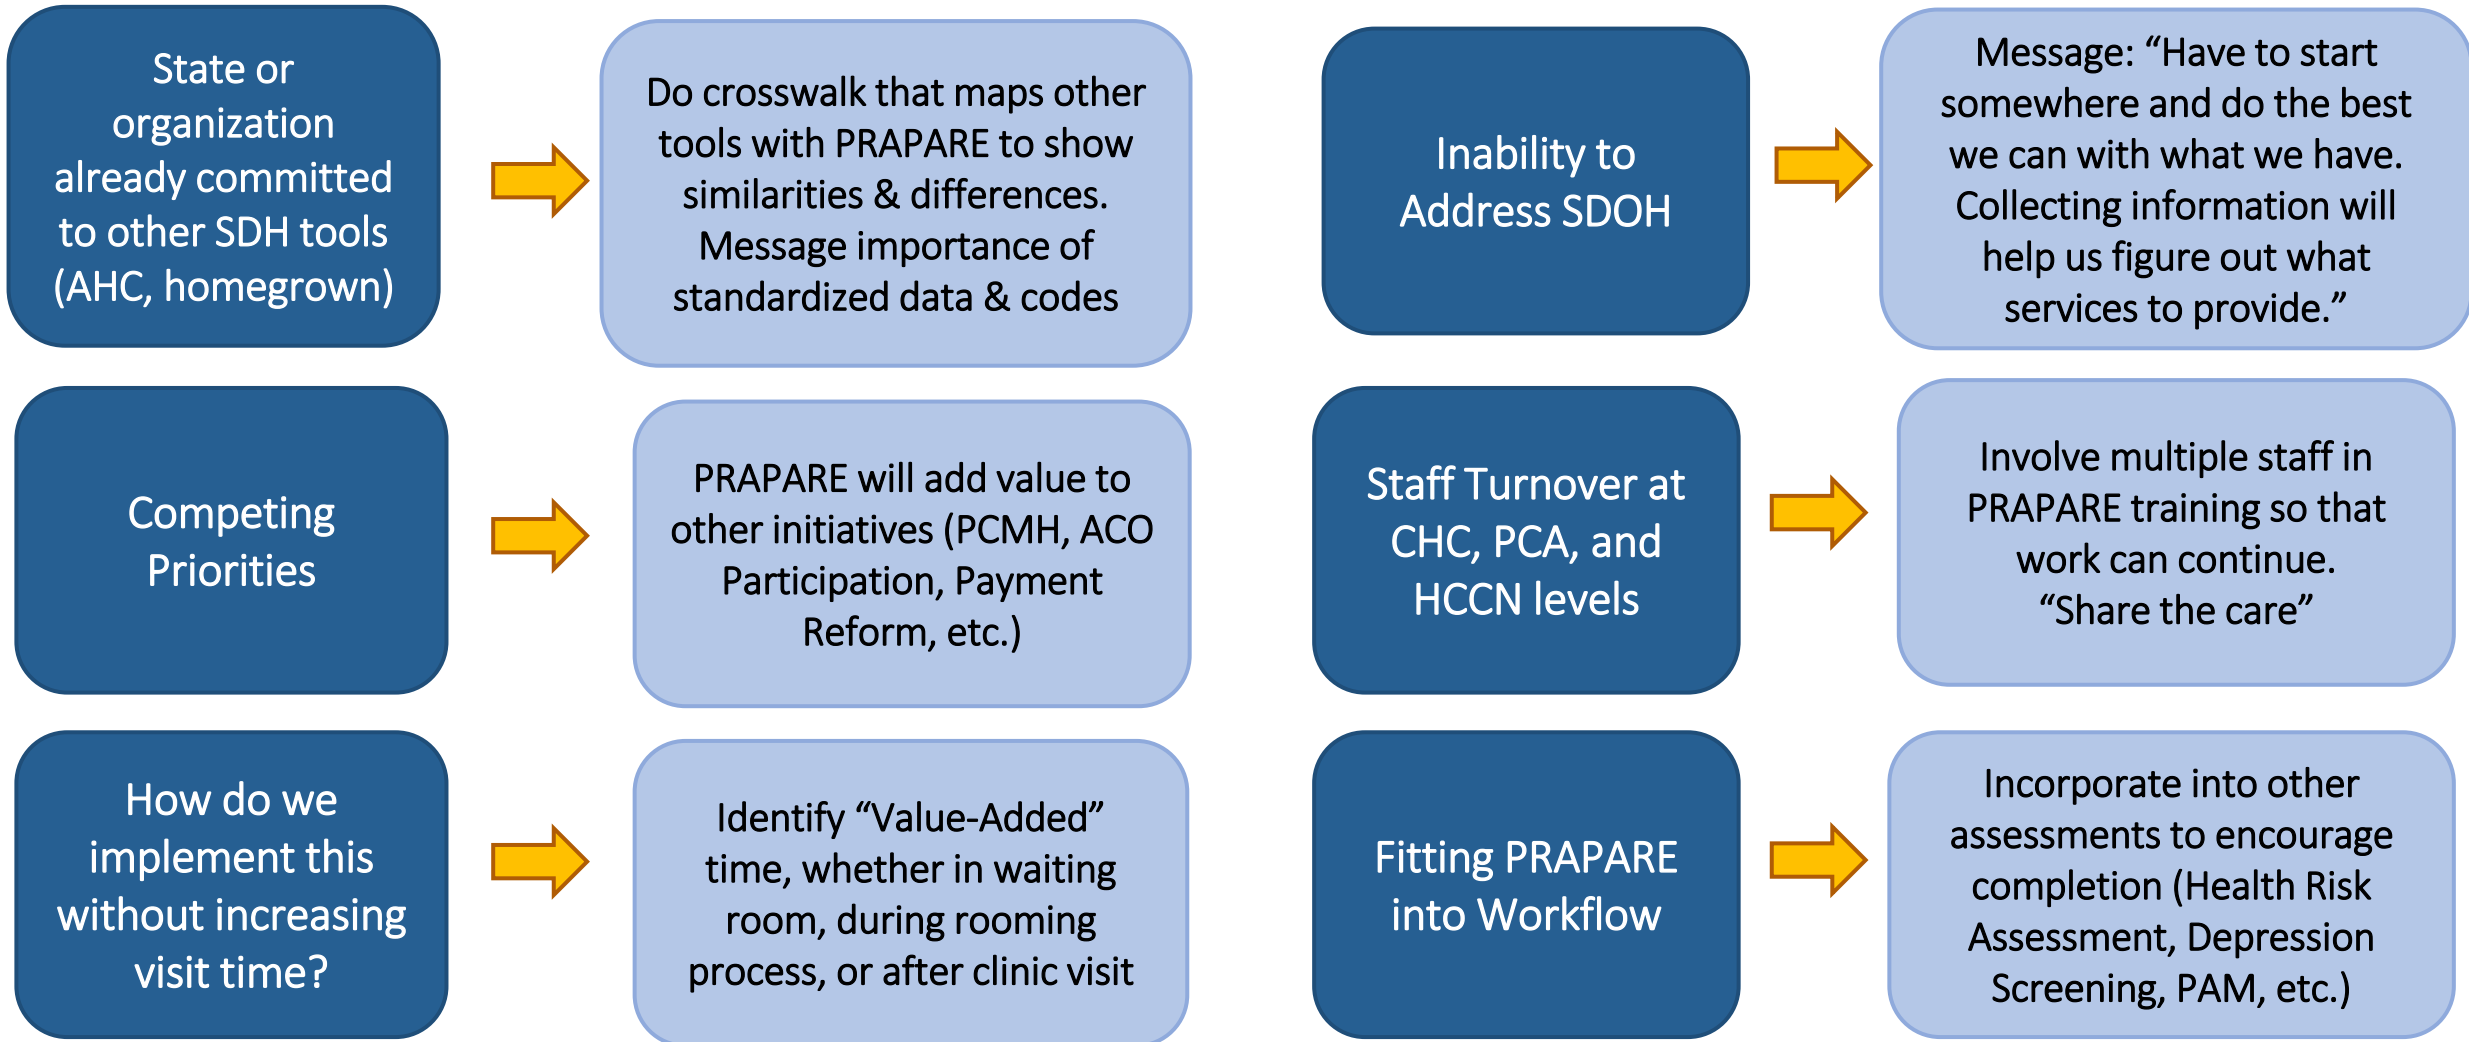 State or
organization
already committed
to other SDH tools
(AHC, homegrown)
Do crosswalk that maps other
tools with PRAPARE to show
similarities & differences.
Message importance of
standardized data & codes
Inability to
Address SDOH
Message: “Have to start
somewhere and do the best
we can with what we have.
Collecting information will
help us figure out what
services to provide.”
Competing
Priorities
PRAPARE will add value to
other initiatives (PCMH, ACO
Participation, Payment
Reform, etc.)
Staff Turnover at
CHC, PCA, and
HCCN levels
Involve multiple staff in
PRAPARE training so that
work can continue.
“Share the care”
How do we
implement this
without increasing
visit time?
Identify “Value-Added”
time, whether in waiting
room, during rooming
process, or after clinic visit
Fitting PRAPARE
into Workflow
Incorporate into other
assessments to encourage
completion (Health Risk
Assessment, Depression
Screening, PAM, etc.)